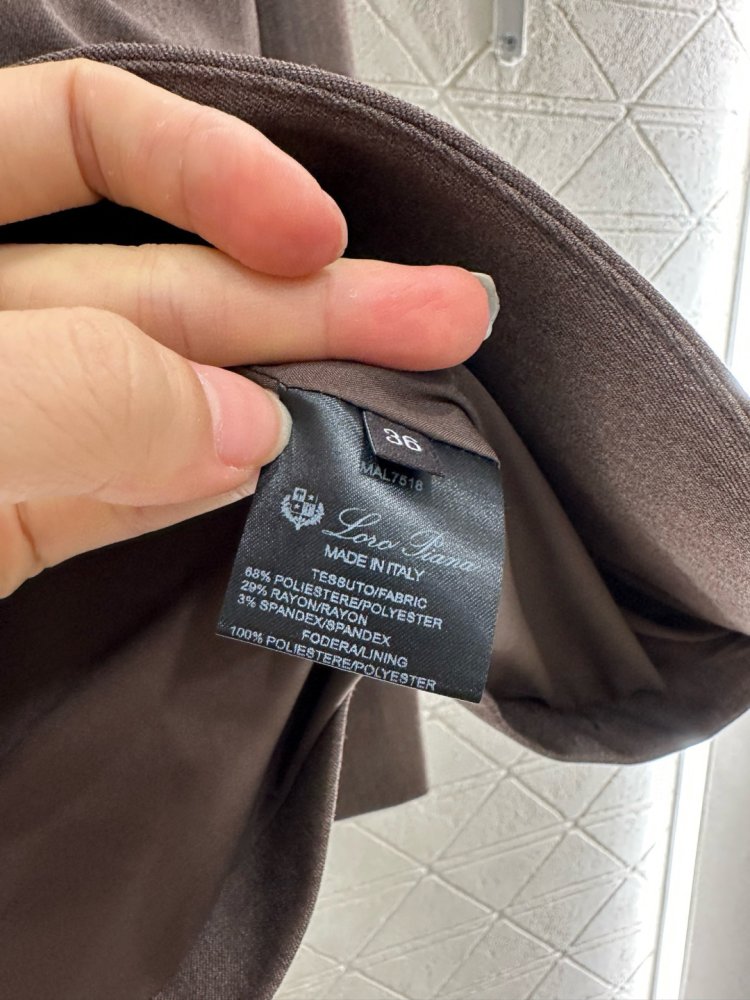 36
MAL7618
Loro Piana
MADE IN ITALY
TESSUTO/FABRIC
68% POLIESTERE/POLYESTER
29% RAYON/RAYON
3% SPANDEX/SPANDEX
FODERA/LINING
100% POLIESTERE/POLYESTER